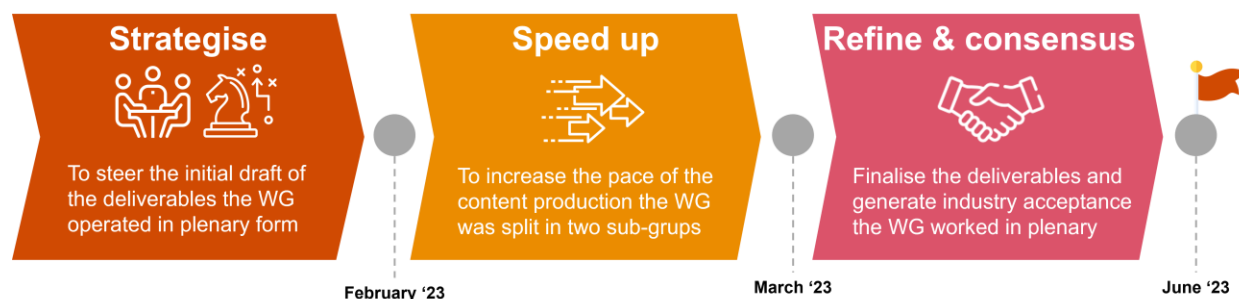 Strategise
To steer the initial draft of
the deliverables the WG
operated in plenary form
February ‘23
Speed up
To increase the pace of the
content production the WG
was split in two sub-grups
March ‘23
Refine & consensus
Finalise the deliverables and
generate industry acceptance
the WG worked in plenary
June ‘23